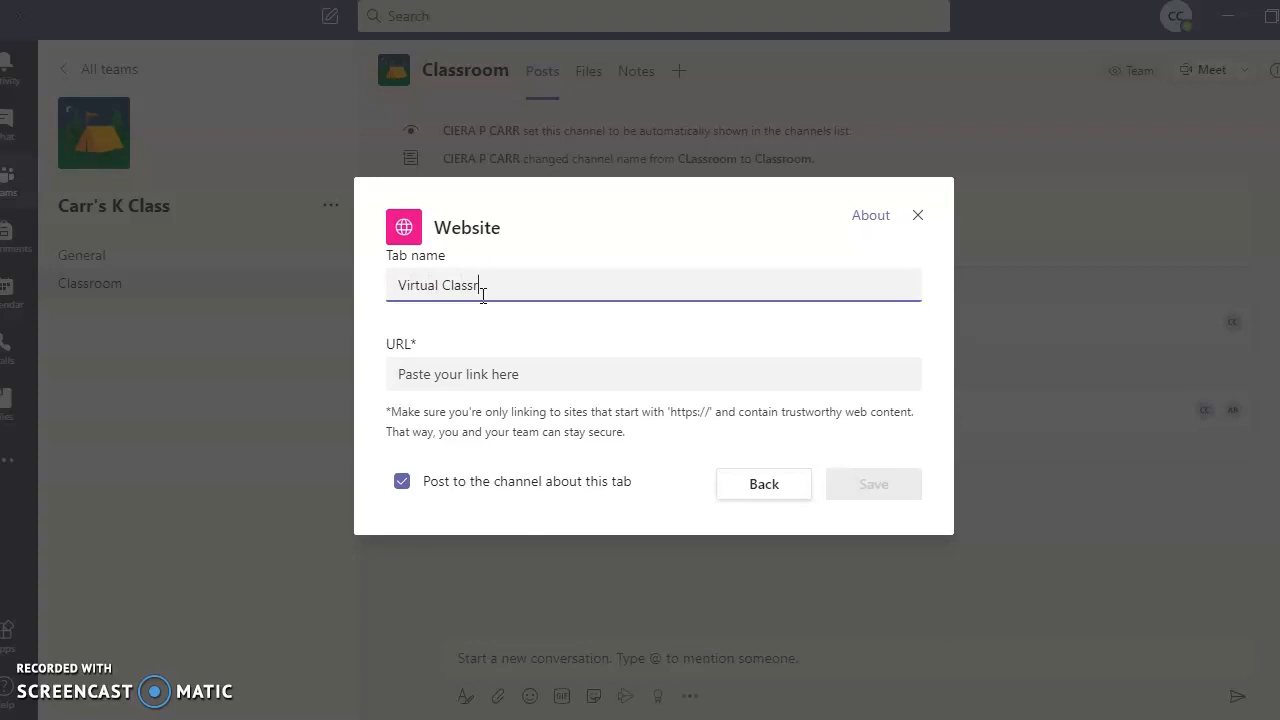 Search
CC
All teams
Classroom Posts Files Notes
Team
Meet
CIERA P CARR set this channel to be automatically shown in the channels list.
CIERA P CARR changed channel name from Classroom to Classroom.
Carr's K Class
General
Classroom
Website
About
Tab name
Virtual Classr
URL*
Paste your link here
*Make sure you're only linking to sites that start with 'https://' and contain trustworthy web content.
That way, you and your team can stay secure.
Post to the channel about this tab
Back
Save
CC
CC
Start a new conversation. Type @ to mention someone.
GIF
RECORDED WITH
SCREENCAST MATIC